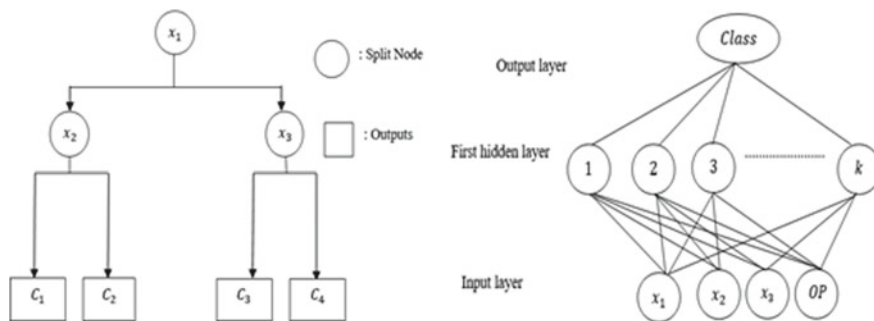 x₁
: Split Node
x₂
x₃
: Outputs
C₁
C₂
C₃
C₄
Class
Output layer
First hidden layer
1
2
3
k
Input layer
x₁
x₂
x₃
OP